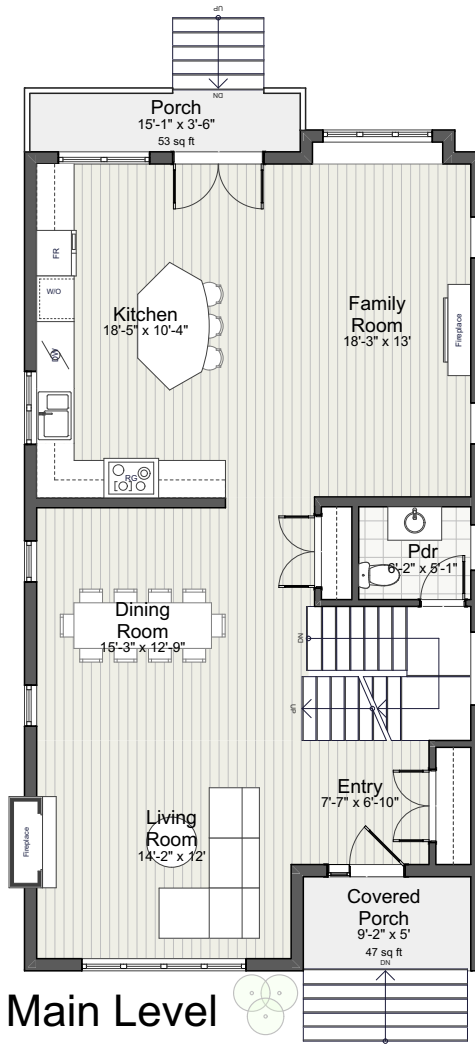 UP
DN
Porch
15'-1" x 3'-6"
53 sq ft
FR
W/O
Kitchen
18'-5" x 10'-4"
Family
Room
18'-3" x 13'
Fireplace
DW
RG
Pdr
6'-2" x 5'-1"
Dining
Room
15'-3" x 12'-9"
DN
UP
Entry
7'-7" x 6'-10"
Living
Room
14'-2" x 12'
Fireplace
Covered
Porch
9'-2" x 5'
47 sq ft
DN
Main Level